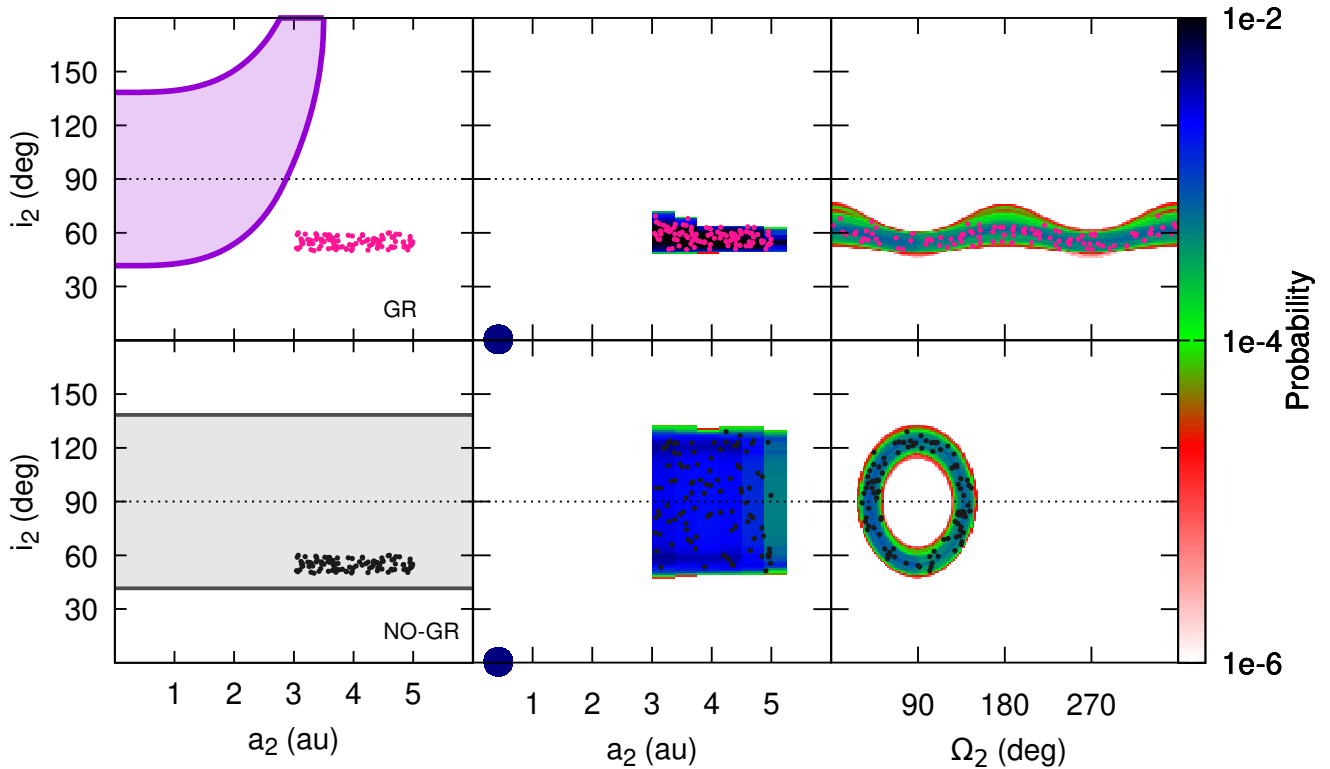 i₂ (deg)
150
120
90
60
30
GR
1e-2
1e-4
1e-6
Probability
i₂ (deg)
150
120
90
60
30
NO-GR
1 2 3 4 5
a₂ (au)
1 2 3 4 5
a₂ (au)
90 180 270
Ω₂ (deg)